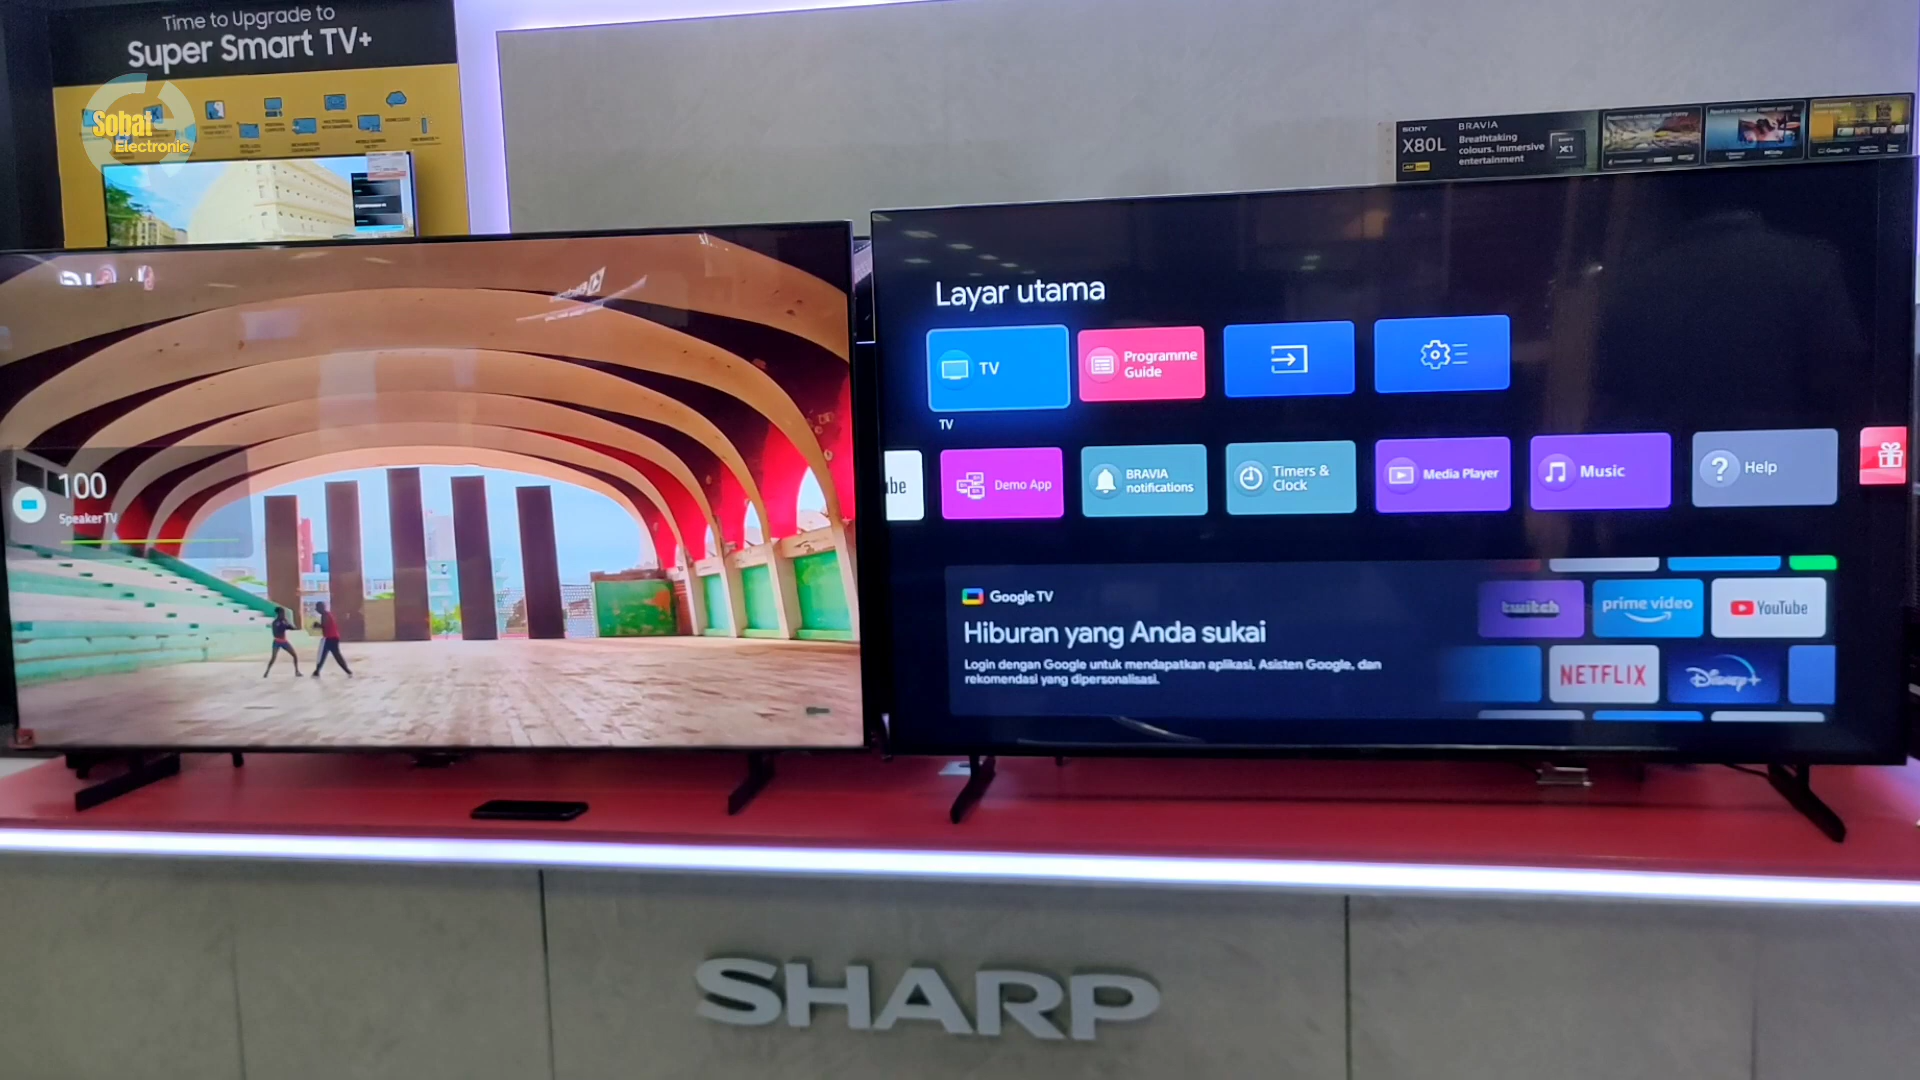 Time to Upgrade to
Super Smart TV+
Sobat
Electronic
SONY
X80L
BRAVIA
Breathtaking
colours. Immersive
entertainment
X1
100
Speaker TV
Layar utama
TV
Programme
Guide
TV
Demo App
BRAVIA
notifications
Timers &
Clock
Media Player
Music
Help
Google TV
Hiburan yang Anda sukai
Login dengan Google untuk mendapatkan aplikasi, Asisten Google, dan
rekomendasi yang dipersonalisasi.
twitch
prime video
YouTube
NETFLIX
Disney+
SHARP